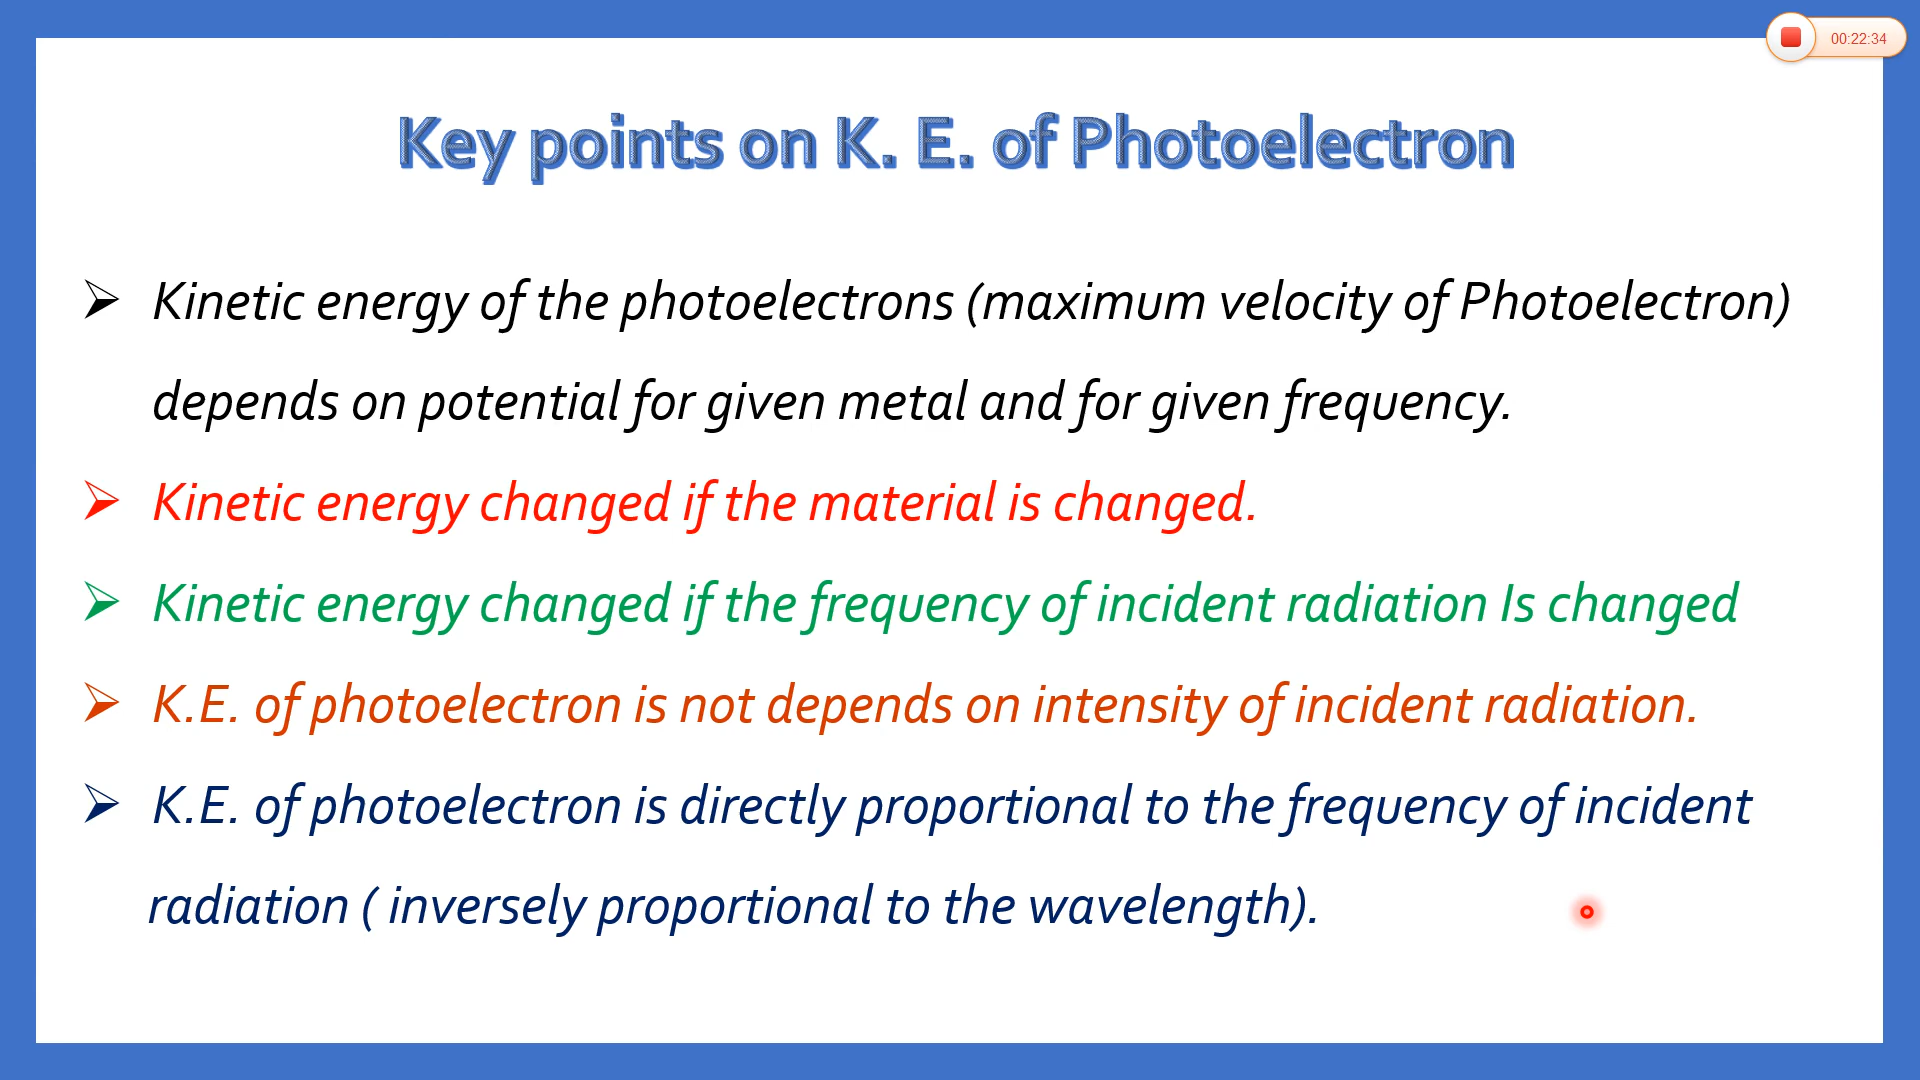 00:22:34
Key points on K. E. of Photoelectron
Kinetic energy of the photoelectrons (maximum velocity of Photoelectron)
depends on potential for given metal and for given frequency.
Kinetic energy changed if the material is changed.
Kinetic energy changed if the frequency of incident radiation Is changed
K.E. of photoelectron is not depends on intensity of incident radiation.
K.E. of photoelectron is directly proportional to the frequency of incident
radiation ( inversely proportional to the wavelength).